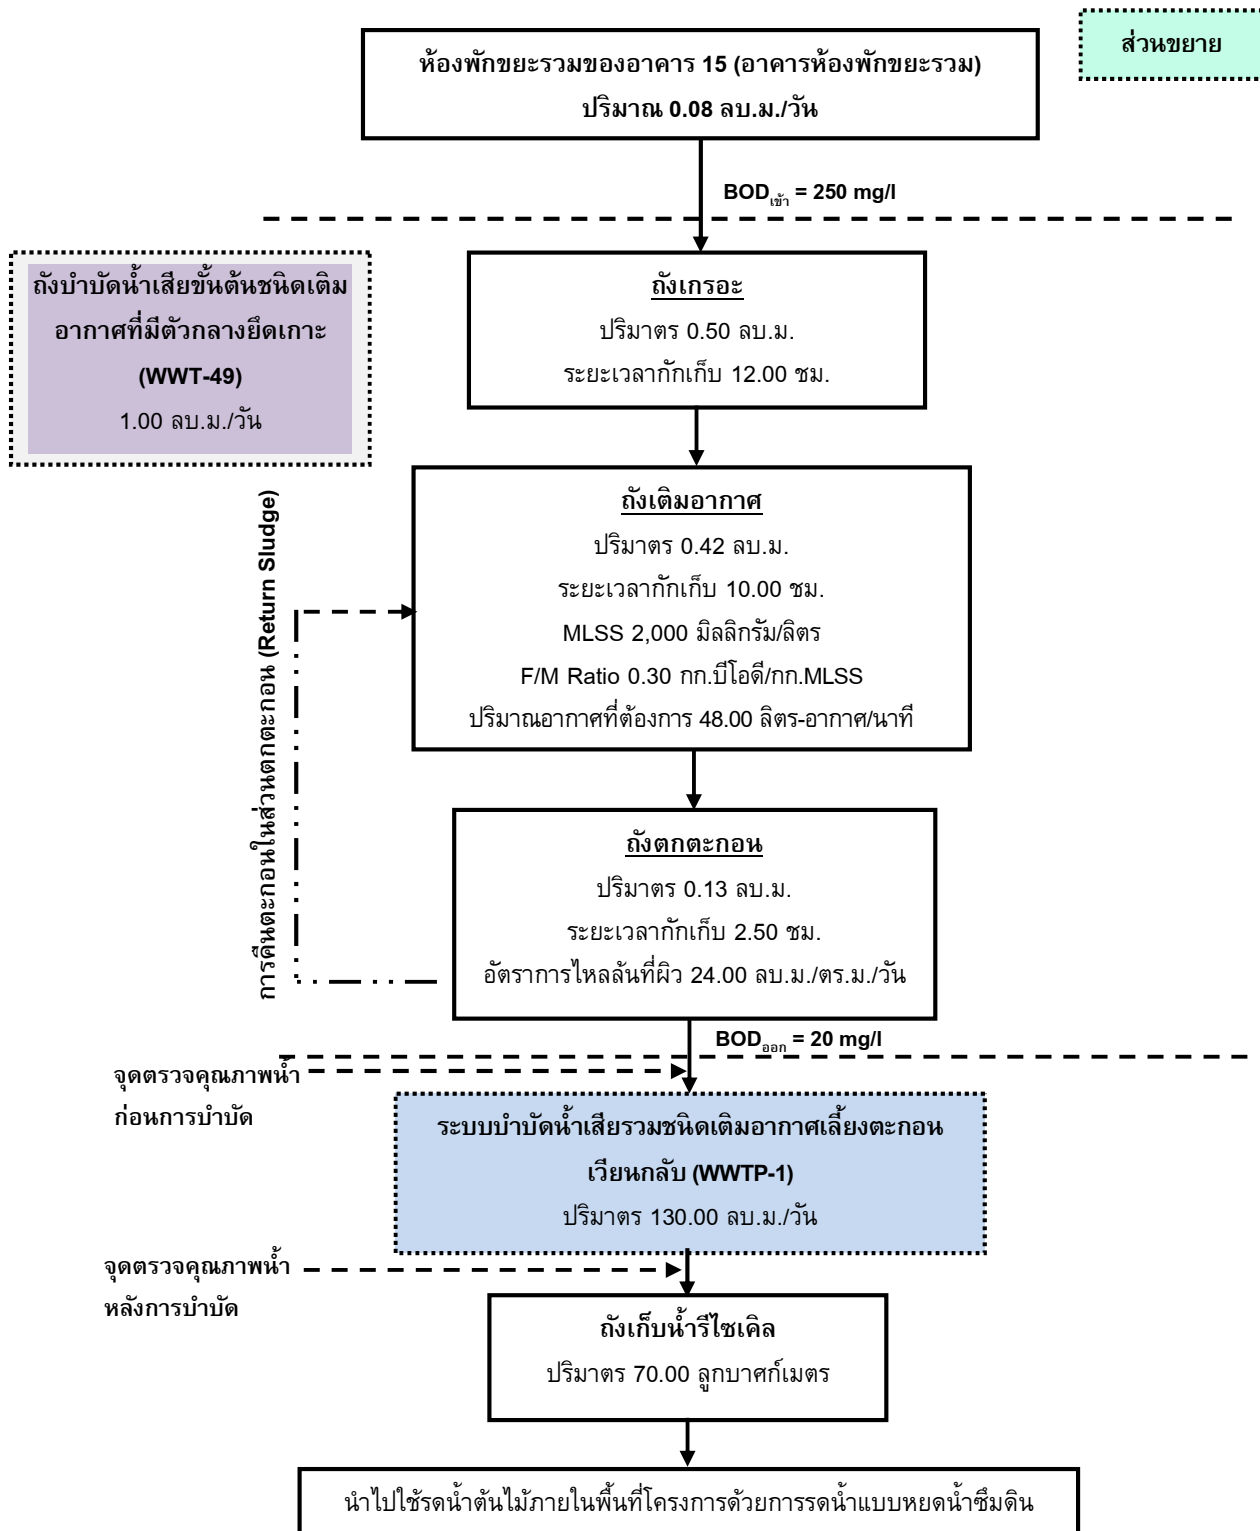 ส่วนขยาย
ห้องพักขยะรวมของอาคาร 15 (อาคารห้องพักขยะรวม)
ปริมาณ 0.08 ลบ.ม./วัน
BODเข้า = 250 mg/l
ถังบำบัดน้ำเสียขั้นต้นชนิดเติม
อากาศที่มีตัวกลางยึดเกาะ
(WWT-49)
1.00 ลบ.ม./วัน
ถังเกรอะ
ปริมาตร 0.50 ลบ.ม.
ระยะเวลากักเก็บ 12.00 ชม.
ถังเติมอากาศ
ปริมาตร 0.42 ลบ.ม.
ระยะเวลากักเก็บ 10.00 ชม.
MLSS 2,000 มิลลิกรัม/ลิตร
F/M Ratio 0.30 กก.บีโอดี/กก.MLSS
ปริมาณอากาศที่ต้องการ 48.00 ลิตร-อากาศ/นาที
การคืนตะกอนในส่วนตกตะกอน (Return Sludge)
ถังตกตะกอน
ปริมาตร 0.13 ลบ.ม.
ระยะเวลากักเก็บ 2.50 ชม.
อัตราการไหลล้นที่ผิว 24.00 ลบ.ม./ตร.ม./วัน
BODออก = 20 mg/l
จุดตรวจคุณภาพน้ำ
ก่อนการบำบัด
ระบบบำบัดน้ำเสียรวมชนิดเติมอากาศเลี้ยงตะกอน
เวียนกลับ (WWTP-1)
ปริมาตร 130.00 ลบ.ม./วัน
จุดตรวจคุณภาพน้ำ
หลังการบำบัด
ถังเก็บน้ำรีไซเคิล
ปริมาตร 70.00 ลูกบาศก์เมตร
นำไปใช้รดน้ำต้นไม้ภายในพื้นที่โครงการด้วยการรดน้ำแบบหยดน้ำซึมดิน